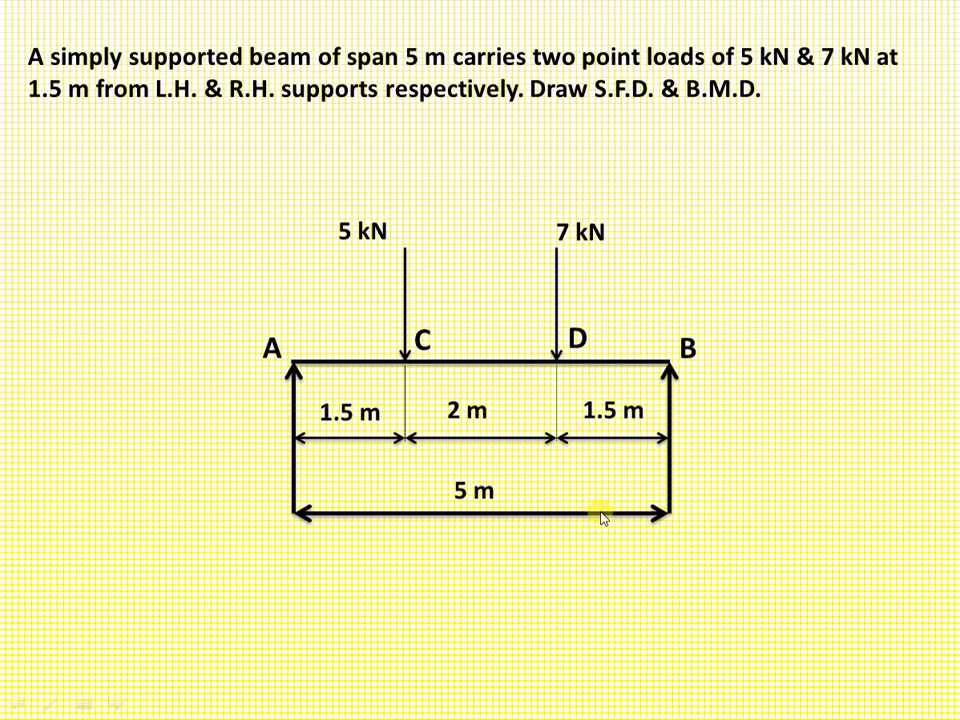 A simply supported beam of span 5 m carries two point loads of 5 kN & 7 kN at
1.5 m from L.H. & R.H. supports respectively. Draw S.F.D. & B.M.D.
5 kN 7 kN
A C D B
1.5 m 2 m 1.5 m
5 m